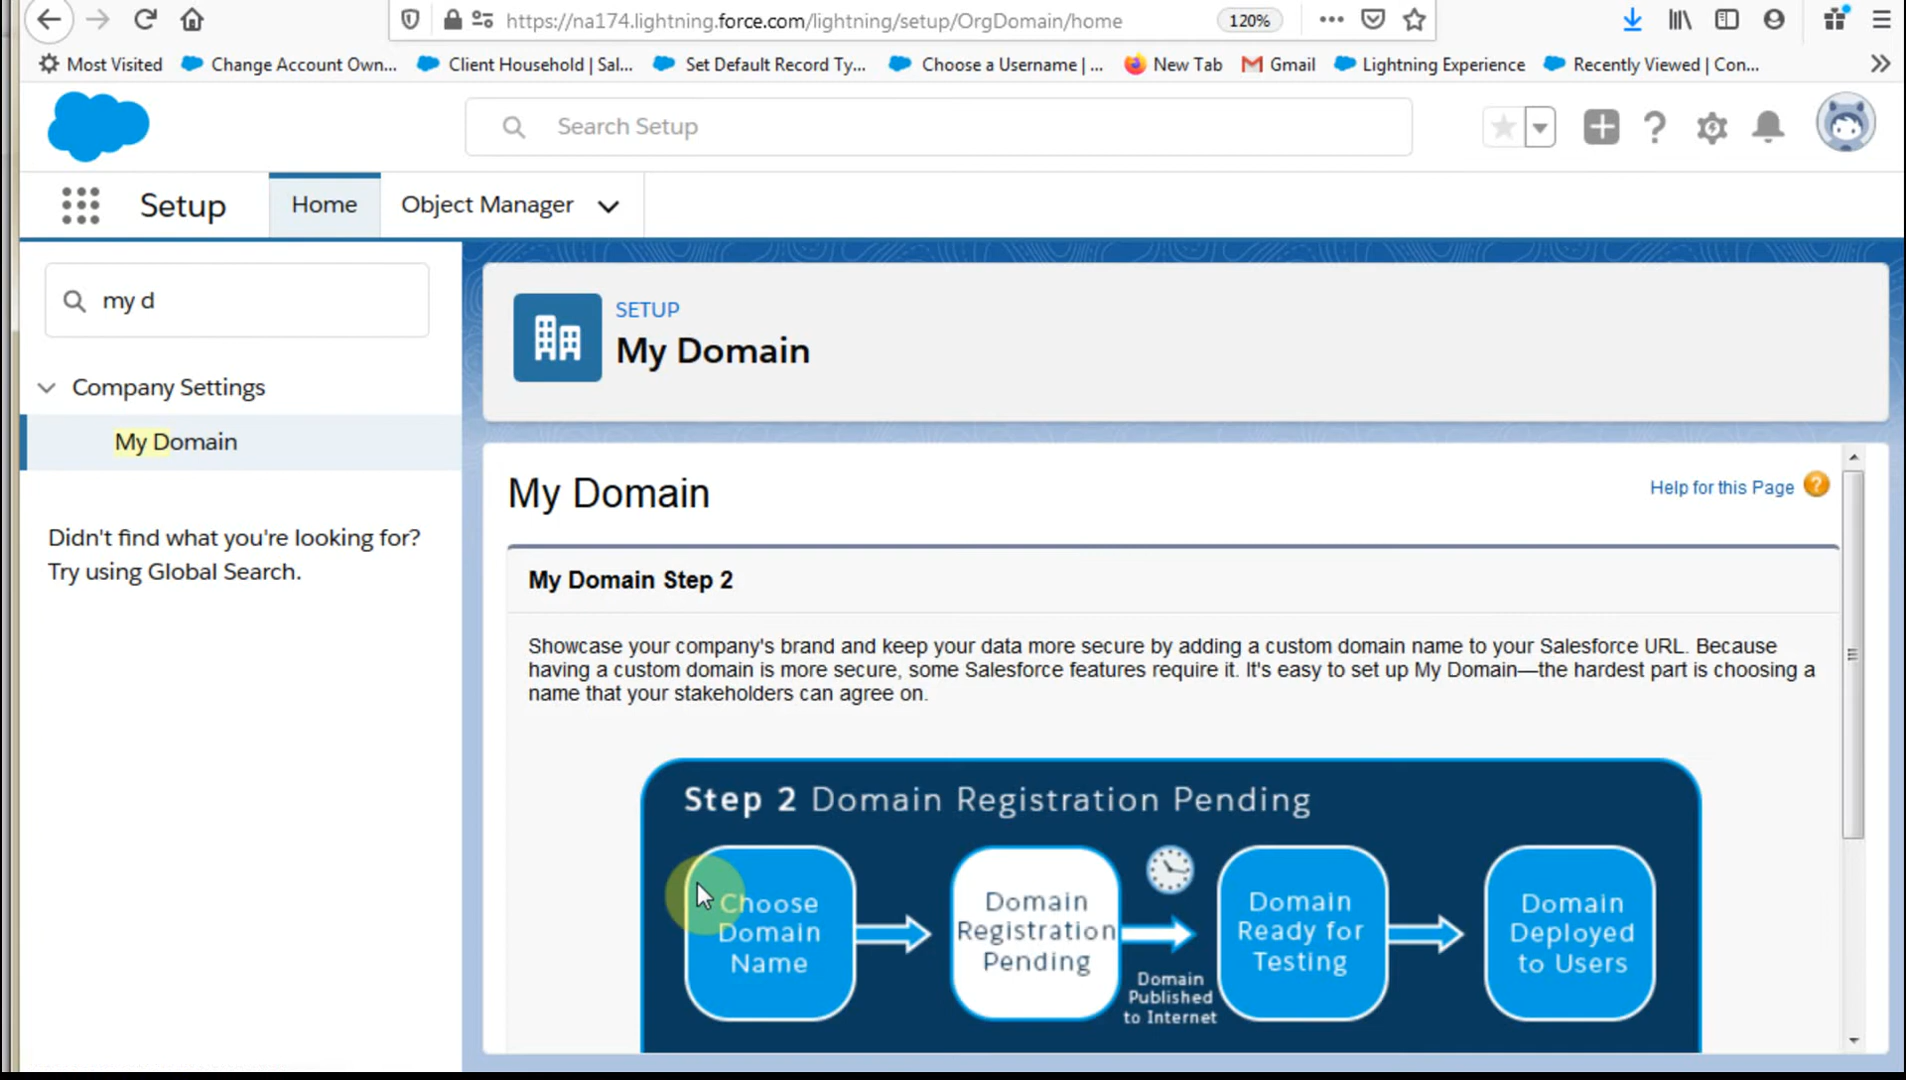 https://na174.lightning.force.com/lightning/setup/OrgDomain/home
120%
Most Visited
Change Account Own...
Client Household | Sal...
Set Default Record Ty...
Choose a Username | ...
New Tab
Gmail
Lightning Experience
Recently Viewed | Con...
Search Setup
Setup
Home
Object Manager
my d
Company Settings
My Domain
Didn't find what you're looking for?
Try using Global Search.
SETUP
My Domain
My Domain
Help for this Page
My Domain Step 2
Showcase your company's brand and keep your data more secure by adding a custom domain name to your Salesforce URL. Because
having a custom domain is more secure, some Salesforce features require it. It's easy to set up My Domain—the hardest part is choosing a
name that your stakeholders can agree on.
Step 2 Domain Registration Pending
Choose
Domain
Name
Domain
Registration
Pending
Domain
Published
to Internet
Domain
Ready for
Testing
Domain
Deployed
to Users